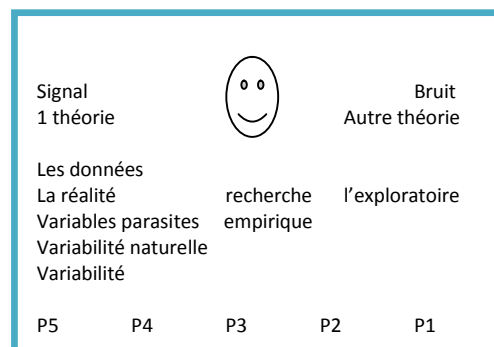 Signal Bruit
1 théorie Autre théorie
Les données
La réalité recherche l'exploratoire
Variables parasites empirique
Variabilité naturelle
Variabilité
P5 P4 P3 P2 P1